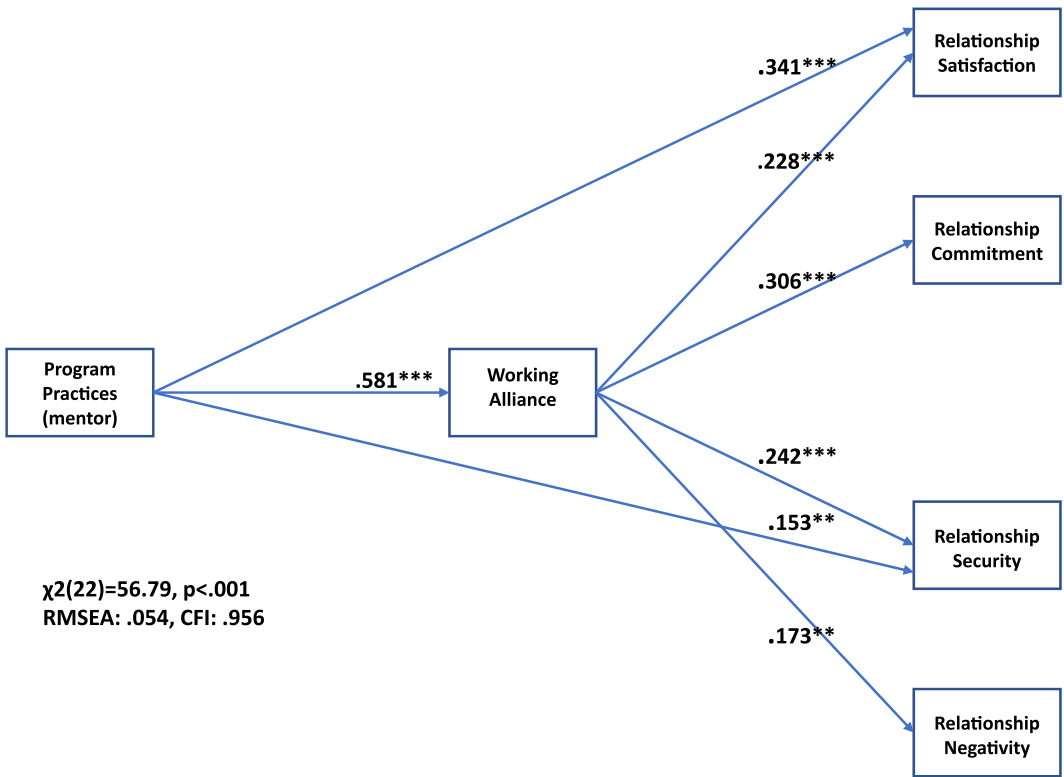 Relationship
Satisfaction
.341***
.228***
Relationship
Commitment
.306***
Program
Practices
(mentor)
.581***
Working
Alliance
.242***
.153**
Relationship
Security
χ2(22)=56.79, p<.001
RMSEA: .054, CFI: .956
.173**
Relationship
Negativity